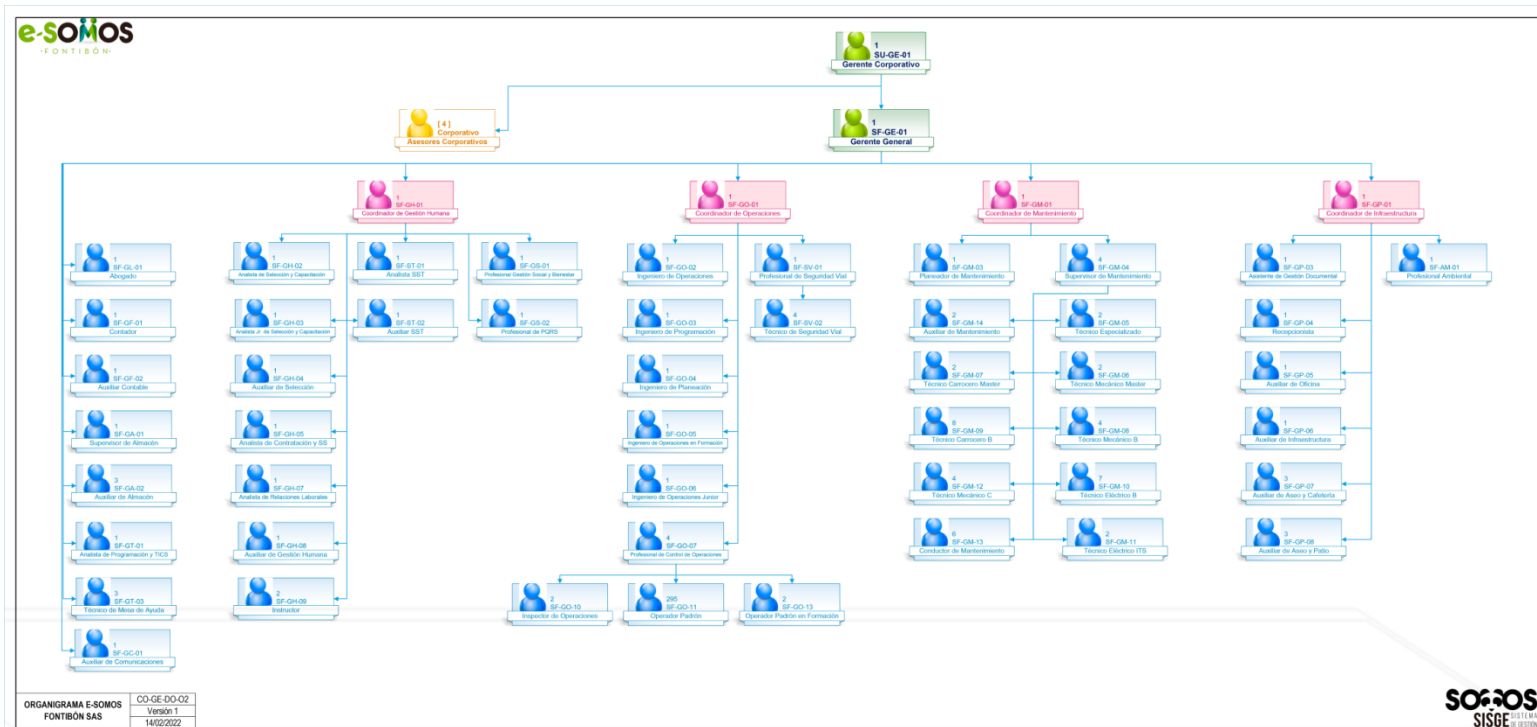 e-SOMOS
·FONTIBÓN·
1
SU-GE-01
Gerente Corporativo
[ 4 ]
Corporativo
Asesores Corporativos
1
SF-GE-01
Gerente General
1
SF-GH-01
Coordinador de Gestión Humana
1
SF-GO-01
Coordinador de Operaciones
1
SF-GM-01
Coordinador de Mantenimiento
1
SF-GP-01
Coordinador de Infraestructura
1
SF-GL-01
Abogado
1
SF-GF-01
Contador
1
SF-GF-02
Auxiliar Contable
1
SF-GA-01
Supervisor de Almacén
3
SF-GA-02
Auxiliar de Almacén
1
SF-GT-01
Analista de Programación y TICS
3
SF-GT-03
Técnico de Mesa de Ayuda
1
SF-GC-01
Auxiliar de Comunicaciones
1
SF-GH-02
Analista de Selección y Capacitación
1
SF-ST-01
Analista SST
1
SF-GS-01
Profesional Gestión Social y Bienestar
1
SF-GH-03
Analista Jr. de Selección y Capacitación
1
SF-ST-02
Auxiliar SST
1
SF-GS-02
Profesional de PQRS
1
SF-GH-04
Auxiliar de Selección
1
SF-GH-05
Analista de Contratación y SS
1
SF-GH-07
Analista de Relaciones Laborales
1
SF-GH-08
Auxiliar de Gestión Humana
2
SF-GH-09
Instructor
1
SF-GO-02
Ingeniero de Operaciones
1
SF-SV-01
Profesional de Seguridad Vial
1
SF-GO-03
Ingeniero de Programación
4
SF-SV-02
Técnico de Seguridad Vial
1
SF-GO-04
Ingeniero de Planeación
1
SF-GO-05
Ingeniero de Operaciones en Formación
1
SF-GO-06
Ingeniero de Operaciones Junior
4
SF-GO-07
Profesional de Control de Operaciones
2
SF-GO-10
Inspector de Operaciones
295
SF-GO-11
Operador Padrón
2
SF-GO-13
Operador Padrón en Formación
1
SF-GM-03
Planeador de Mantenimiento
4
SF-GM-04
Supervisor de Mantenimiento
2
SF-GM-14
Auxiliar de Mantenimiento
2
SF-GM-05
Técnico Especializado
2
SF-GM-07
Técnico Carrocero Master
2
SF-GM-06
Técnico Mecánico Master
6
SF-GM-09
Técnico Carrocero B
4
SF-GM-08
Técnico Mecánico B
4
SF-GM-12
Técnico Mecánico C
7
SF-GM-10
Técnico Eléctrico B
6
SF-GM-13
Conductor de Mantenimiento
2
SF-GM-11
Técnico Eléctrico ITS
1
SF-GP-03
Asistente de Gestión Documental
1
SF-AM-01
Profesional Ambiental
1
SF-GP-04
Recepcionista
1
SF-GP-05
Auxiliar de Oficina
1
SF-GP-06
Auxiliar de Infraestructura
3
SF-GP-07
Auxiliar de Aseo y Cafetería
3
SF-GP-08
Auxiliar de Aseo y Patio
ORGANIGRAMA E-SOMOS
FONTIBÓN SAS
CO-GE-DO-O2
Versión 1
14/02/2022
SOMOS
SISGE SISTEMA
DE GESTIÓN